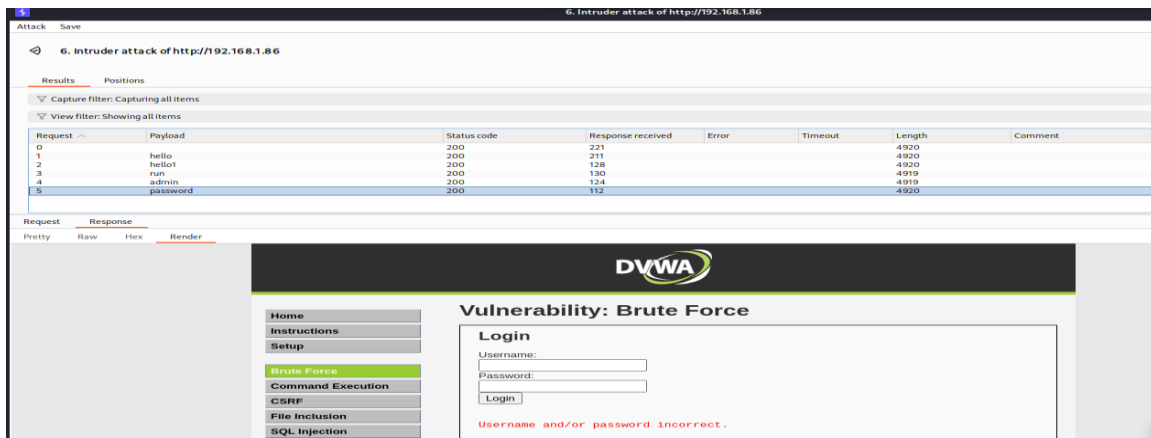 6. Intruder attack of http://192.168.1.86
Attack Save
6. Intruder attack of http://192.168.1.86
Results Positions
Capture filter: Capturing all items
View filter: Showing all items
Request Payload Status code Response received Error Timeout Length Comment
0 200 221 4920
1 hello 200 211 4920
2 hello1 200 128 4920
3 run 200 130 4919
4 admin 200 124 4919
5 password 200 112 4920
Request Response
Pretty Raw Hex Render
DVWA
Vulnerability: Brute Force
Home
Instructions
Setup
Brute Force
Command Execution
CSRF
File Inclusion
SQL Injection
Login
Username:
Password:
Login
Username and/or password incorrect.